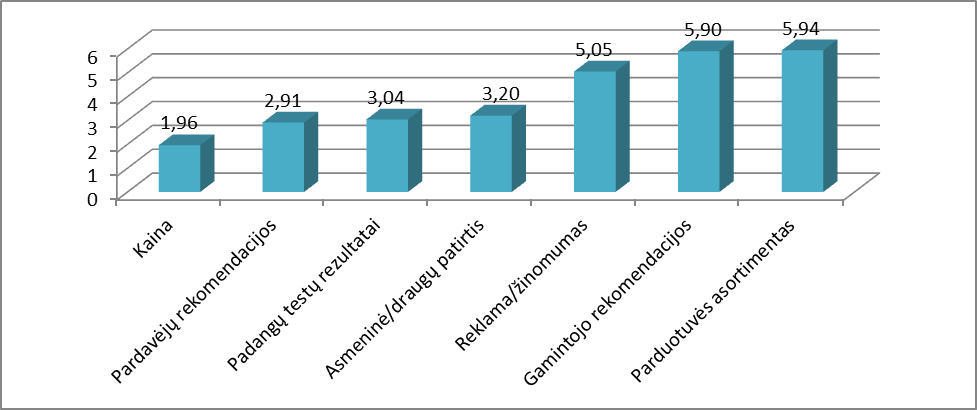 6
5
4
3
2
1
0
1,96
2,91
3,04
3,20
5,05
5,90
5,94
Kaina
Pardavėjų rekomendacijos
Padangų testų rezultatai
Asmeninė/draugų patirtis
Reklama/žinomumas
Gamintojo rekomendacijos
Parduotuvės asortimentas